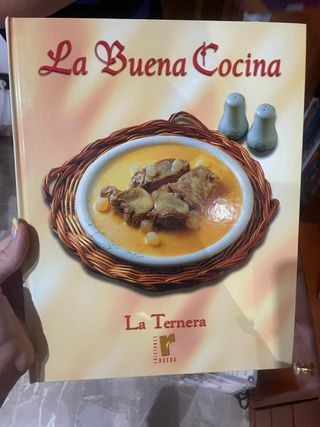 La Buena Cocina
La Ternera
EDICIONES
r
RUEDA